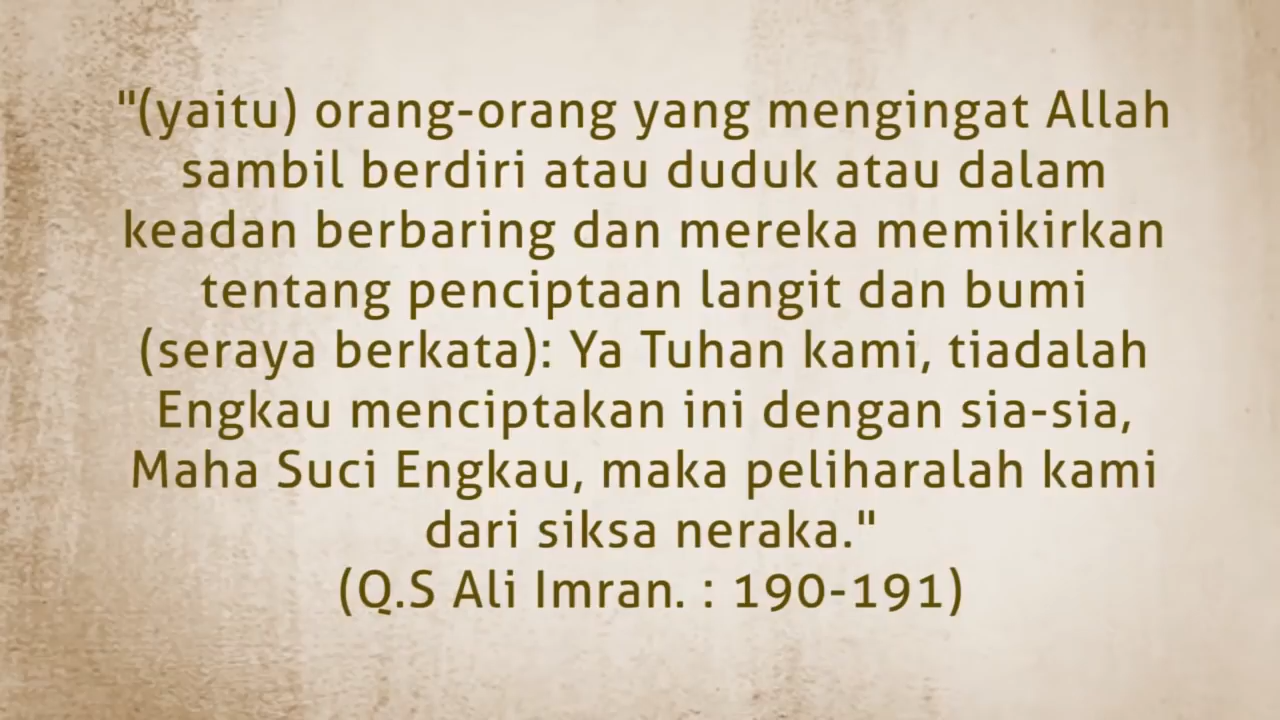 "(yaitu) orang-orang yang mengingat Allah
sambil berdiri atau duduk atau dalam
keadan berbaring dan mereka memikirkan
tentang penciptaan langit dan bumi
(seraya berkata): Ya Tuhan kami, tiadalah
Engkau menciptakan ini dengan sia-sia,
Maha Suci Engkau, maka peliharalah kami
dari siksa neraka."
(Q.S Ali Imran. : 190-191)